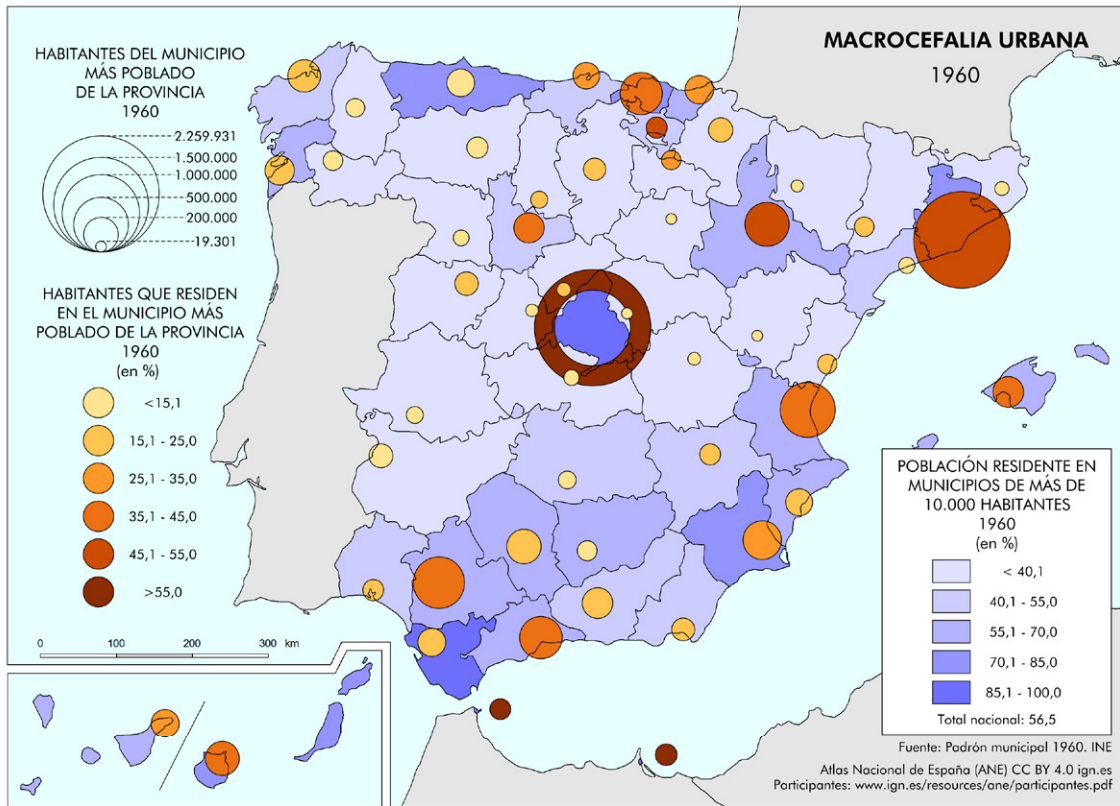 MACROCEFALIA URBANA
1960
HABITANTES DEL MUNICIPIO
MÁS POBLADO
DE LA PROVINCIA
1960
2.259.931
1.500.000
1.000.000
500.000
200.000
19.301
HABITANTES QUE RESIDEN
EN EL MUNICIPIO MÁS
POBLADO DE LA PROVINCIA
1960
(en %)
<15,1
15,1 - 25,0
25,1 - 35,0
35,1 - 45,0
45,1 - 55,0
>55,0
0 100 200 300 km
POBLACIÓN RESIDENTE EN
MUNICIPIOS DE MÁS DE
10.000 HABITANTES
1960
(en %)
< 40,1
40,1 - 55,0
55,1 - 70,0
70,1 - 85,0
85,1 - 100,0
Total nacional: 56,5
Fuente: Padrón municipal 1960. INE
Atlas Nacional de España (ANE) CC BY 4.0 ign.es
Participantes: www.ign.es/resources/ane/participantes.pdf